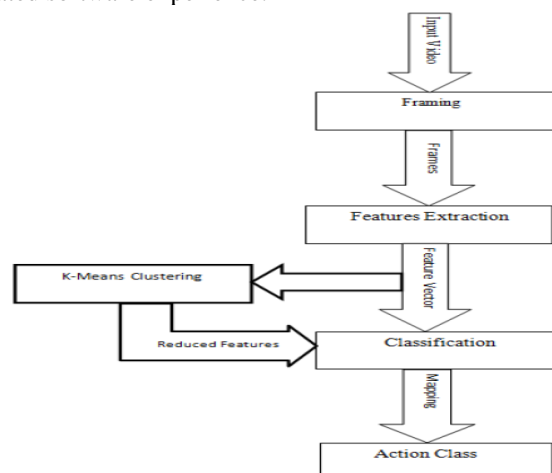 Input Video
Framing
Frames
Features Extraction
Feature Vector
K-Means Clustering
Reduced Features
Classification
Mapping
Action Class